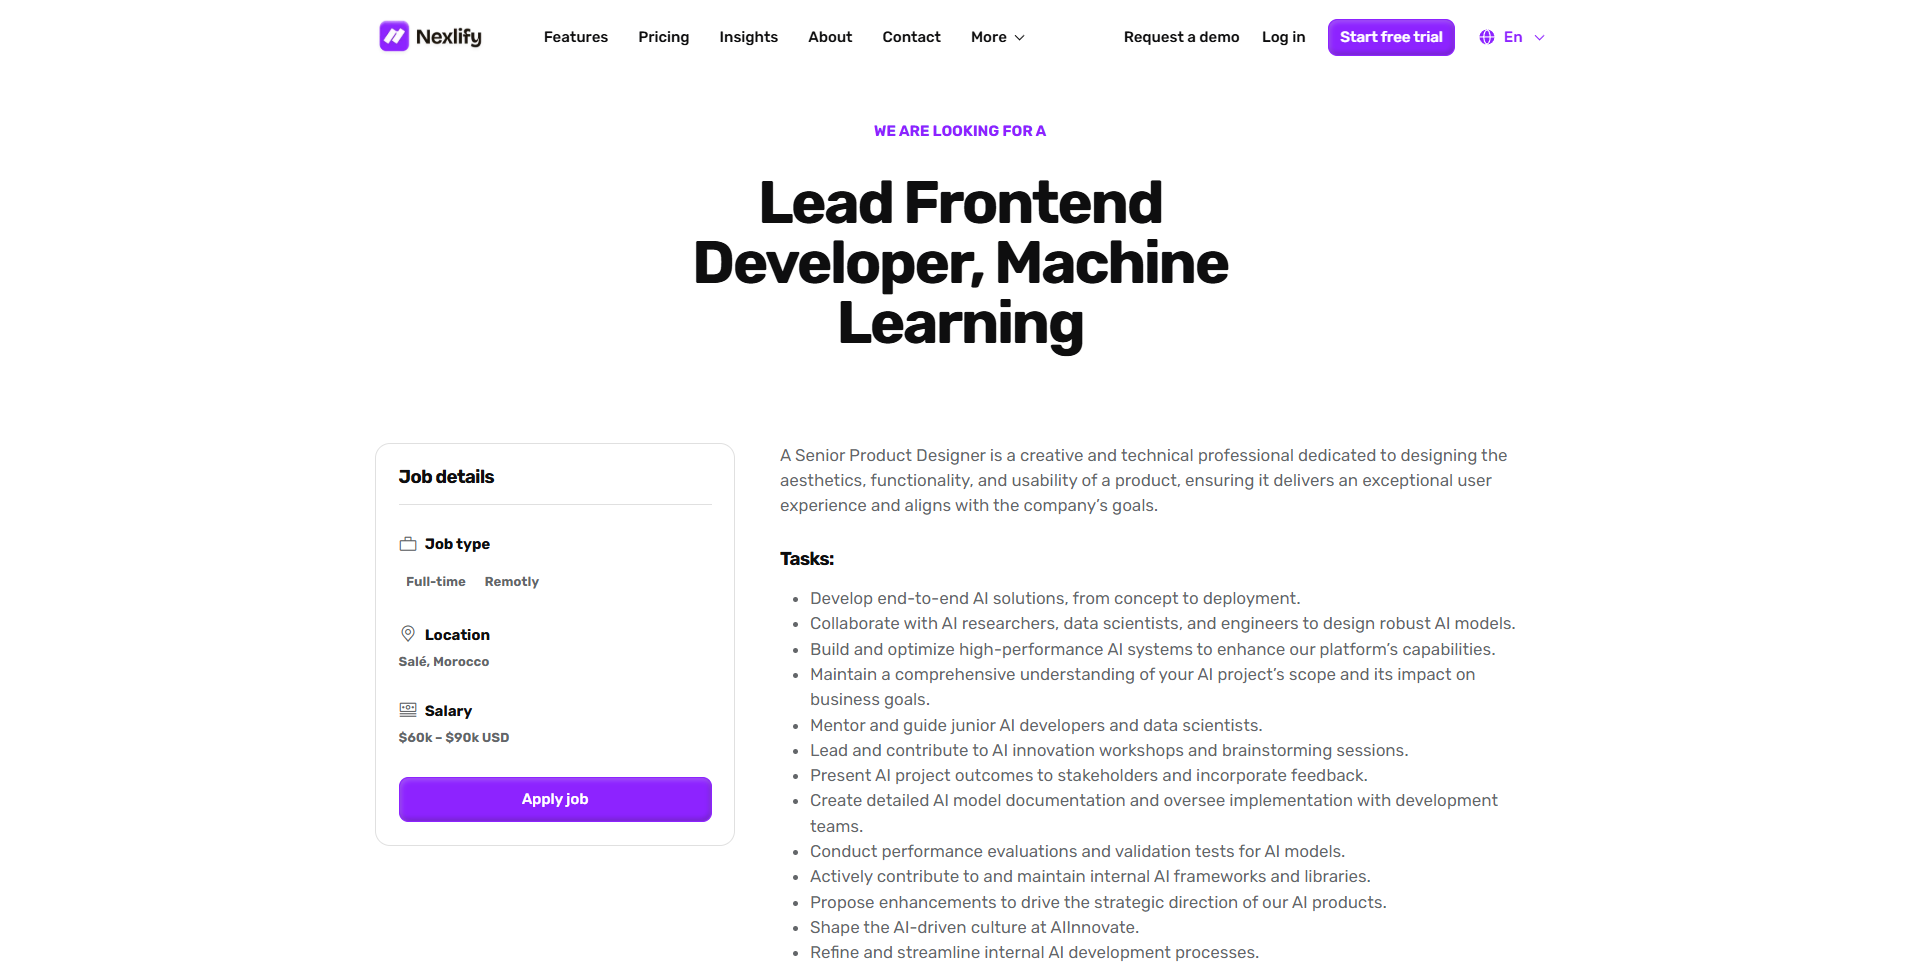 Nexlify
Features Pricing Insights About Contact More
Request a demo Log in Start free trial En
WE ARE LOOKING FOR A
Lead Frontend
Developer, Machine
Learning
Job details
Job type
Full-time Remotly
Location
Salé, Morocco
Salary
$60k – $90k USD
Apply job
A Senior Product Designer is a creative and technical professional dedicated to designing the
aesthetics, functionality, and usability of a product, ensuring it delivers an exceptional user
experience and aligns with the company’s goals.
Tasks:
Develop end-to-end AI solutions, from concept to deployment.
Collaborate with AI researchers, data scientists, and engineers to design robust AI models.
Build and optimize high-performance AI systems to enhance our platform’s capabilities.
Maintain a comprehensive understanding of your AI project’s scope and its impact on
business goals.
Mentor and guide junior AI developers and data scientists.
Lead and contribute to AI innovation workshops and brainstorming sessions.
Present AI project outcomes to stakeholders and incorporate feedback.
Create detailed AI model documentation and oversee implementation with development
teams.
Conduct performance evaluations and validation tests for AI models.
Actively contribute to and maintain internal AI frameworks and libraries.
Propose enhancements to drive the strategic direction of our AI products.
Shape the AI-driven culture at AIInnovate.
Refine and streamline internal AI development processes.